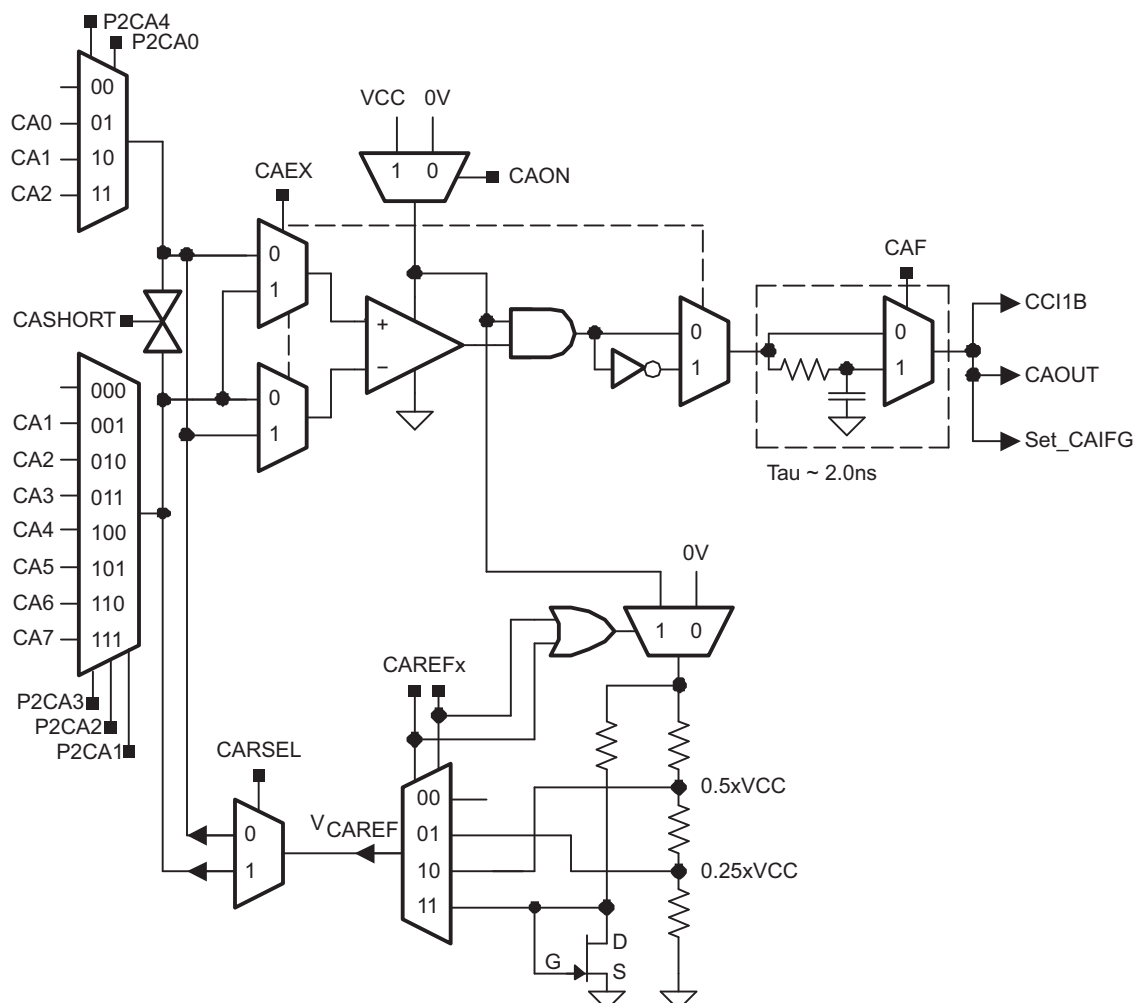 P2CA4
P2CA0
00
CA0 01
CA1 10
CA2 11
VCC 0V
1 0
CAON
CAEX
0
1
CASHORT
0
1
+
−
0
1
CAF
0
1
CCI1B
CAOUT
Set_CAIFG
Tau ~ 2.0ns
000
CA1 001
CA2 010
CA3 011
CA4 100
CA5 101
CA6 110
CA7 111
P2CA3
P2CA2
P2CA1
0V
1 0
CAREFx
CARSEL
0
1
VCAREF
00
01
10
11
0.5xVCC
0.25xVCC
D
G
S